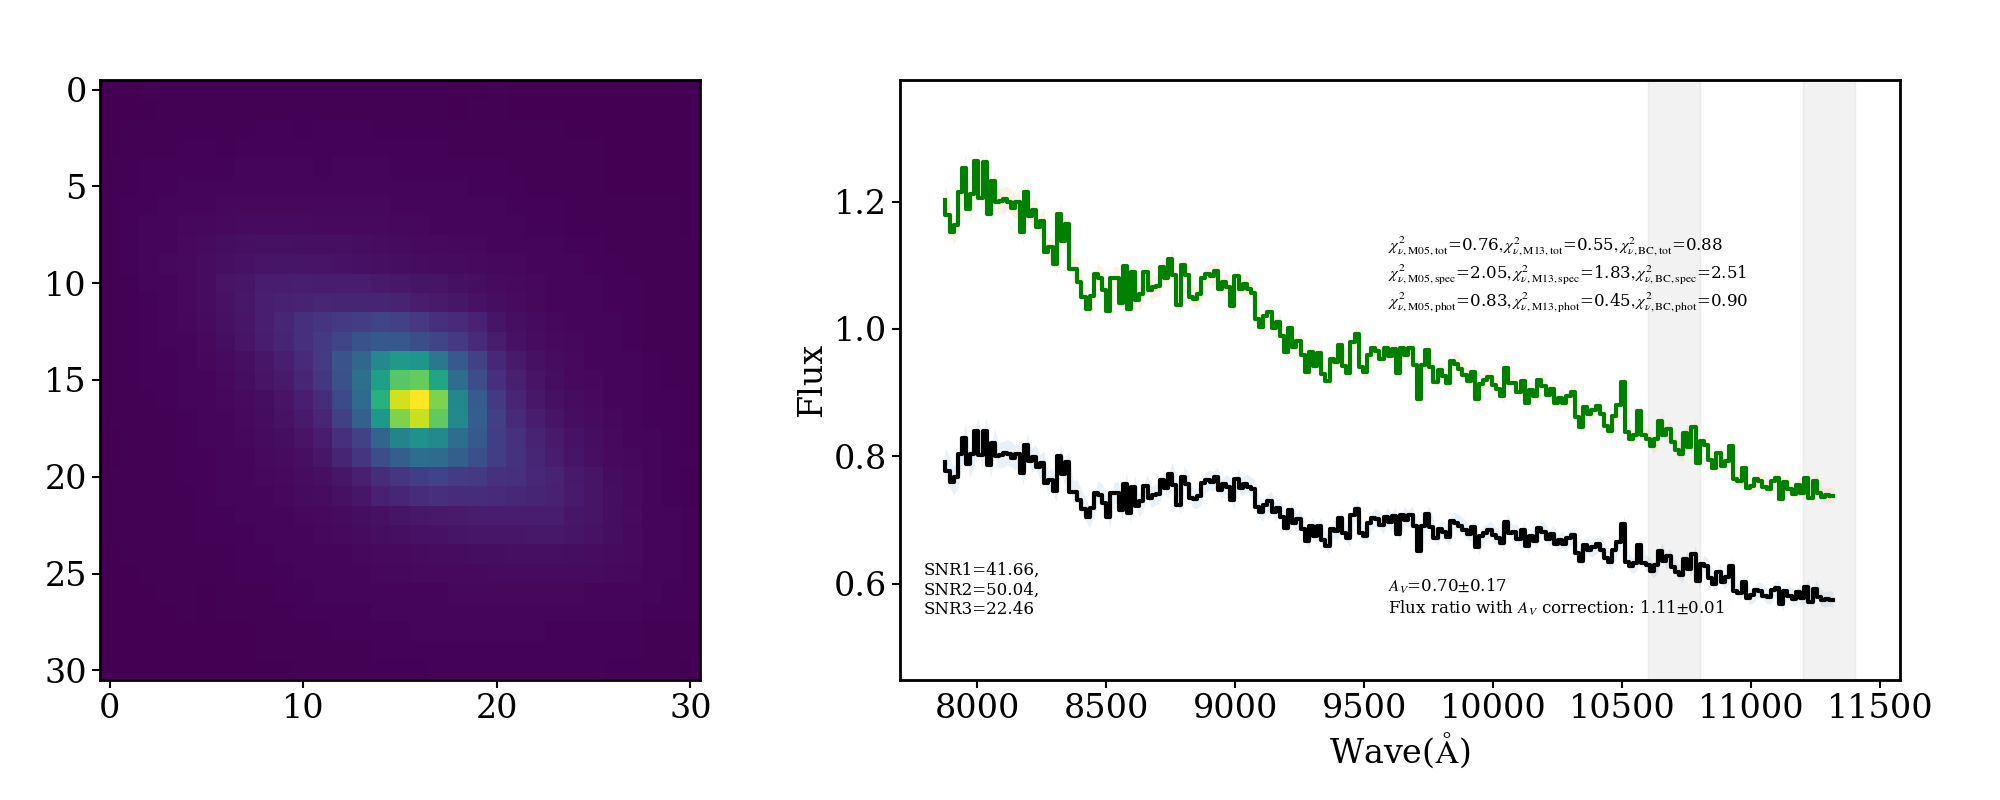 0
5
10
15
20
25
30
0 10 20 30
Flux
1.2
1.0
0.8
0.6
χ²ν,M05,tot=0.76,χ²ν,M13,tot=0.55,χ²ν,BC,tot=0.88
χ²ν,M05,spec=2.05,χ²ν,M13,spec=1.83,χ²ν,BC,spec=2.51
χ²ν,M05,phot=0.83,χ²ν,M13,phot=0.45,χ²ν,BC,phot=0.90
SNR1=41.66,
SNR2=50.04,
SNR3=22.46
AV=0.70±0.17
Flux ratio with AV correction: 1.11±0.01
8000 8500 9000 9500 10000 10500 11000 11500
Wave(Å)